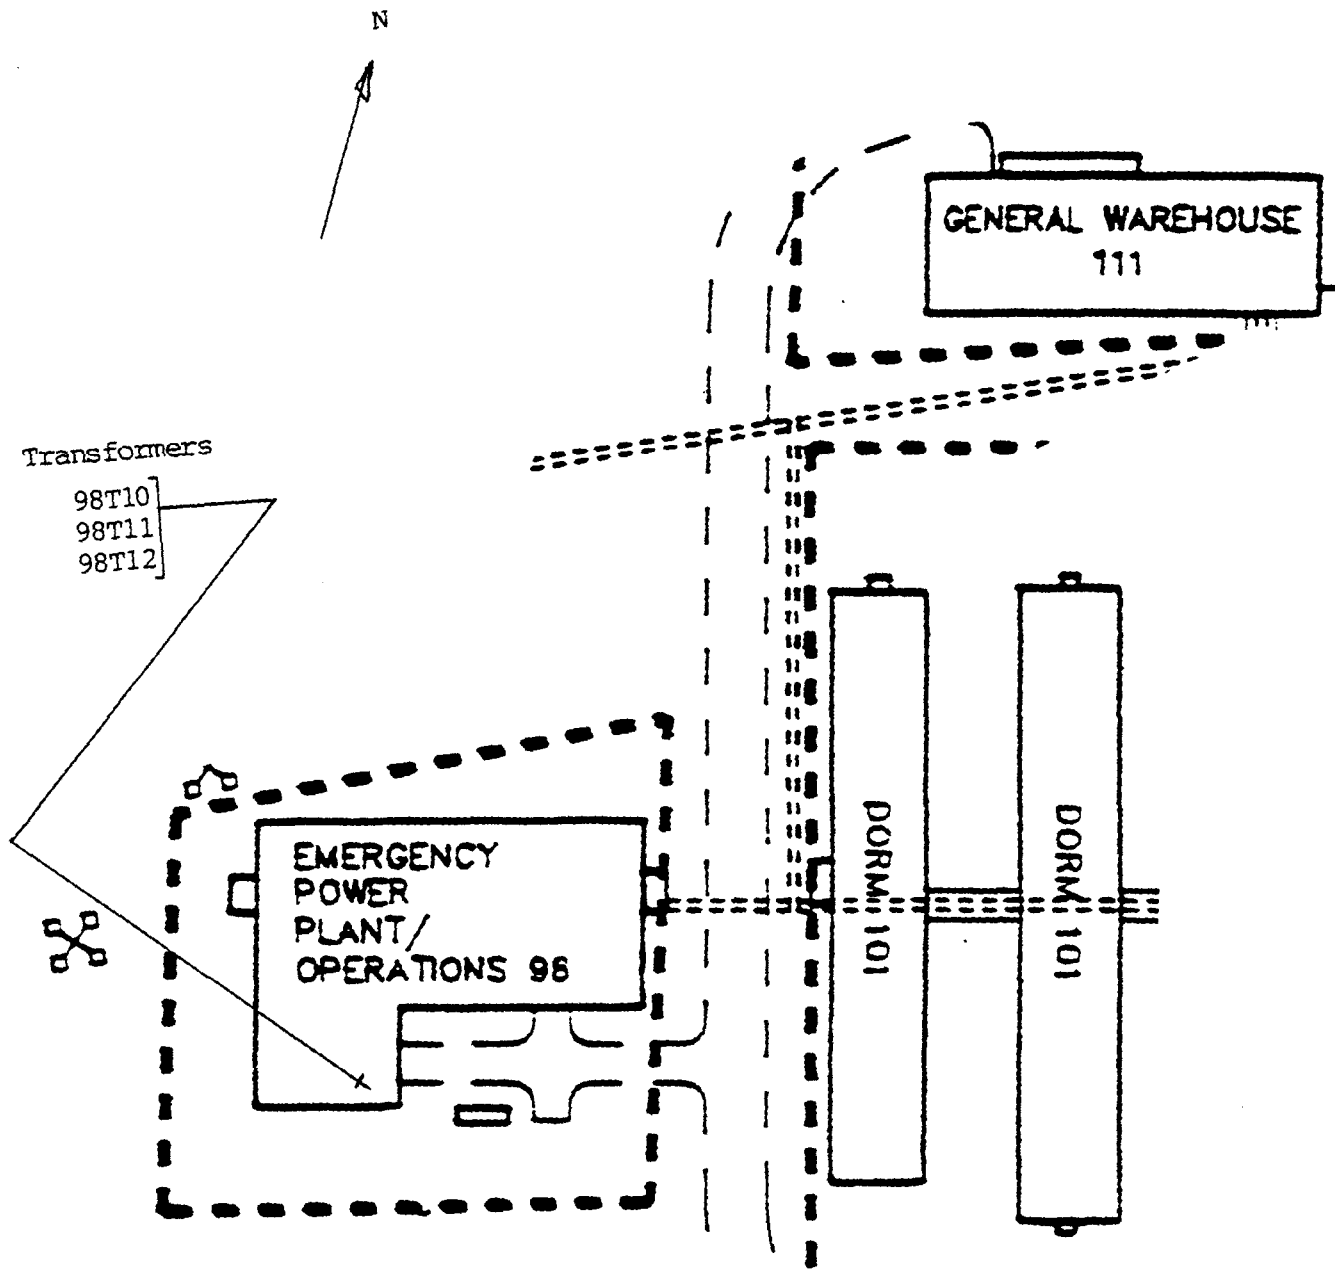 N
GENERAL WAREHOUSE
111
Transformers
98T10
98T11
98T12
EMERGENCY
POWER
PLANT/
OPERATIONS 98
DORM 101
DORM 101